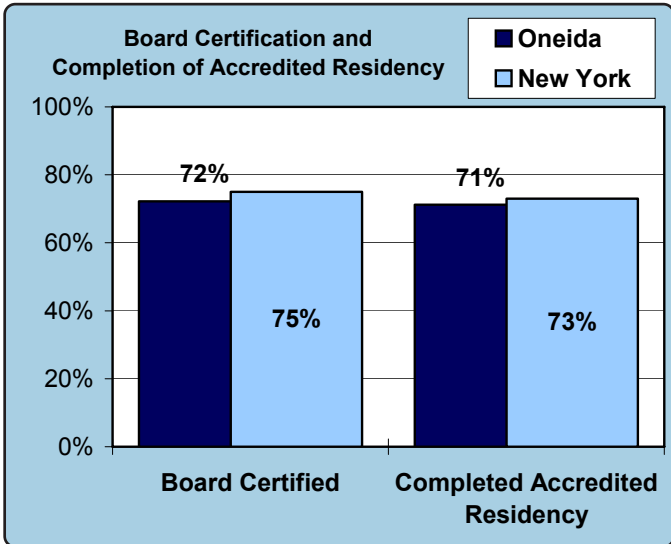 Board Certification and
Completion of Accredited Residency
Oneida
New York
100%
80%
60%
40%
20%
0%
72%
75%
71%
73%
Board Certified
Completed Accredited
Residency